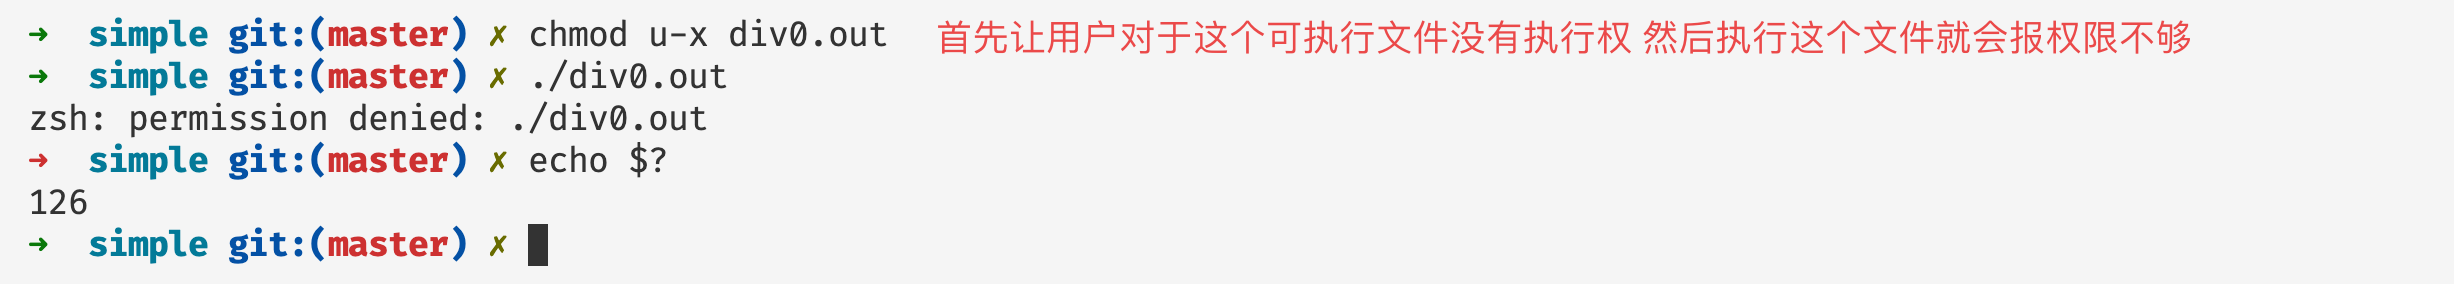 ➜  simple git:(master) ✗ chmod u-x div0.out  首先让用户对于这个可执行文件没有执行权 然后执行这个文件就会报权限不够
➜  simple git:(master) ✗ ./div0.out
zsh: permission denied: ./div0.out
➜  simple git:(master) ✗ echo $?
126
➜  simple git:(master) ✗